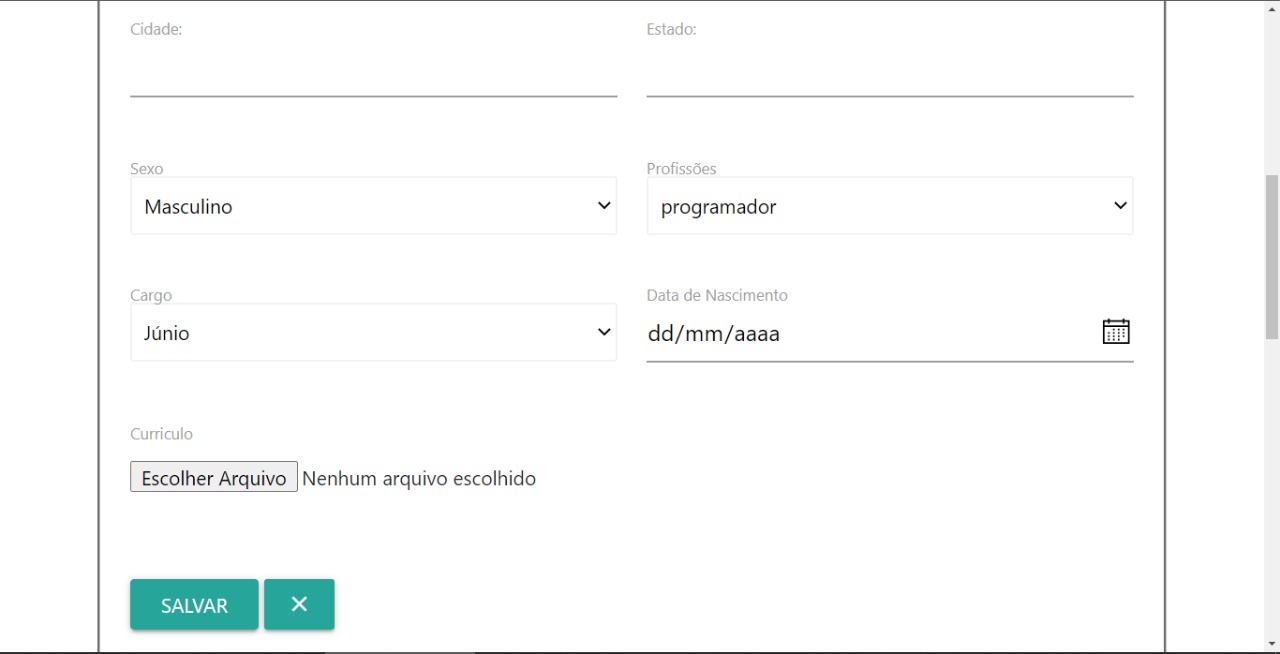 Cidade:
Estado:
Sexo
Profissões
Masculino
programador
Cargo
Data de Nascimento
Júnio
dd/mm/aaaa
Curriculo
Escolher Arquivo Nenhum arquivo escolhido
SALVAR